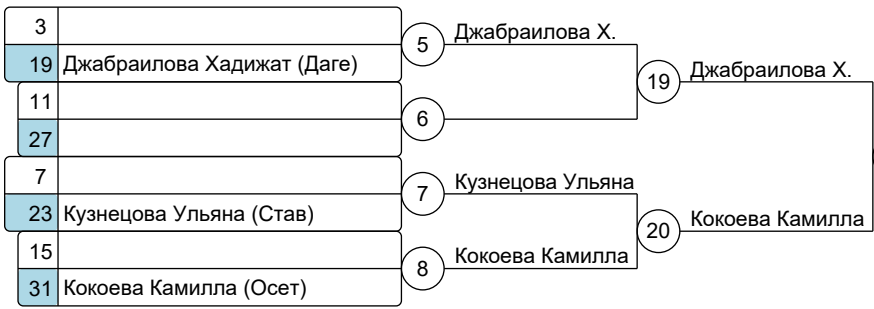 3
19 Джабраилова Хадижат (Даге)
11
27
7
23 Кузнецова Ульяна (Став)
15
31 Кокоева Камилла (Осет)
5 Джабраилова Х.
6
7 Кузнецова Ульяна
8 Кокоева Камилла
19 Джабраилова Х.
20 Кокоева Камилла